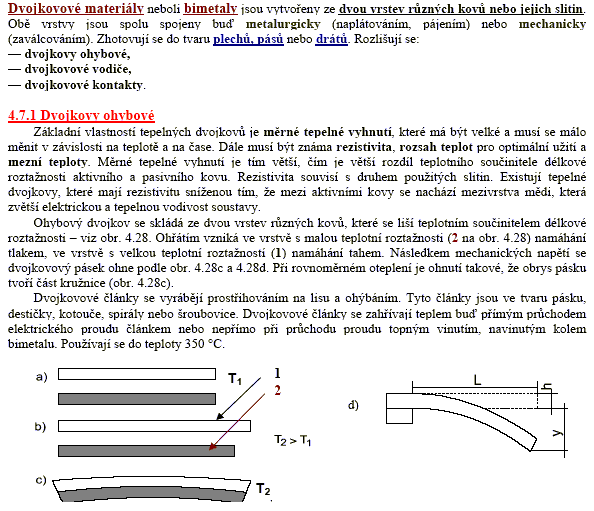 Dvojkovové materiály neboli bimetaly jsou vytvořeny ze dvou vrstev různých kovů nebo jejich slitin.
Obě vrstvy jsou spolu spojeny buď metalurgicky (naplátováním, pájením) nebo mechanicky
(zaválcováním). Zhotovují se do tvaru plechů, pásů nebo drátů. Rozlišují se:
— dvojkovy ohybové,
— dvojkovové vodiče,
— dvojkovové kontakty.
4.7.1 Dvojkovy ohybové
Základní vlastností tepelných dvojkovů je měrné tepelné vyhnutí, které má být velké a musí se málo
měnit v závislosti na teplotě a na čase. Dále musí být známa rezistivita, rozsah teplot pro optimální užití a
mezní teploty. Měrné tepelné vyhnutí je tím větší, čím je větší rozdíl teplotního součinitele délkové
roztažnosti aktivního a pasivního kovu. Rezistivita souvisí s druhem použitých slitin. Existují tepelné
dvojkovy, které mají rezistivitu sníženou tím, že mezi aktivními kovy se nachází mezivrstva mědi, která
zvětší elektrickou a tepelnou vodivost soustavy.
Ohybový dvojkov se skládá ze dvou vrstev různých kovů, které se liší teplotním součinitelem délkové
roztažnosti – viz obr. 4.28. Ohřátím vzniká ve vrstvě s malou teplotní roztažností (2 na obr. 4.28) namáhání
tlakem, ve vrstvě s velkou teplotní roztažností (1) namáhání tahem. Následkem mechanických napětí se
dvojkovový pásek ohne podle obr. 4.28c a 4.28d. Při rovnoměrném oteplení je ohnutí takové, že obrys pásku
tvoří část kružnice (obr. 4.28c).
Dvojkovové články se vyrábějí prostřihováním na lisu a ohýbáním. Tyto články jsou ve tvaru pásku,
destičky, kotouče, spirály nebo šroubovice. Dvojkovové články se zahřívají teplem buď přímým průchodem
elektrického proudu článkem nebo nepřímo při průchodu proudu topným vinutím, navinutým kolem
bimetalu. Používají se do teploty 350 °C.
a) T1 1
2
b) T2 > T1
c) T2
d) L h y